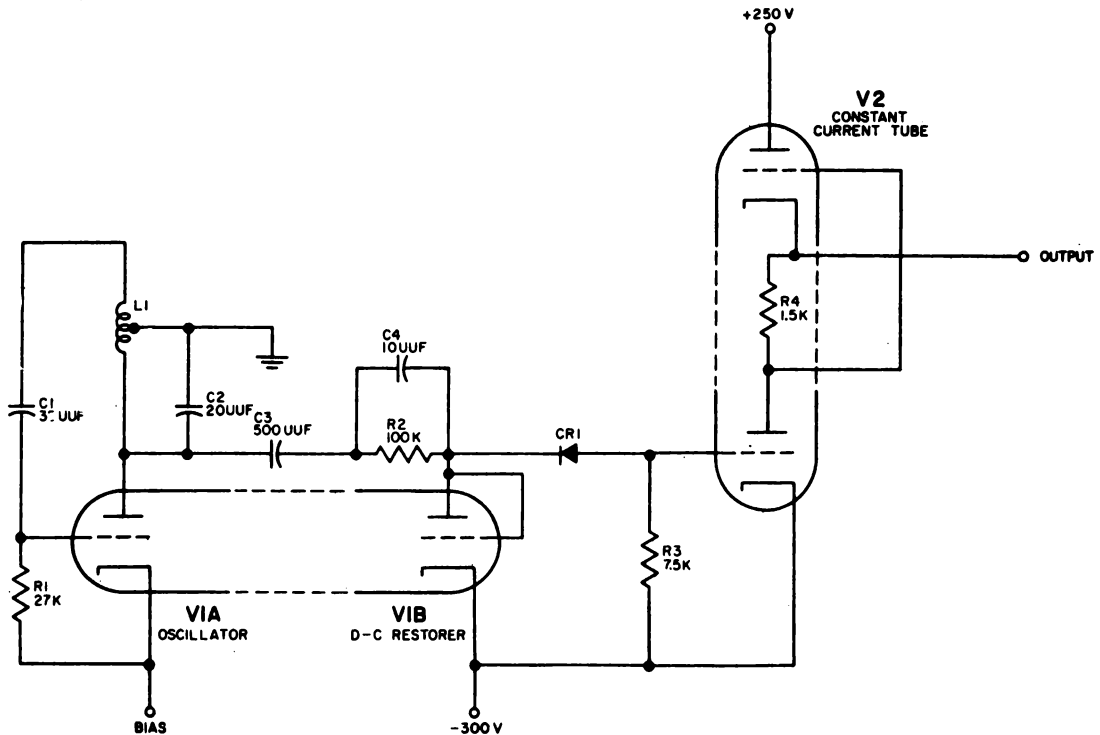 +250 V
V2
CONSTANT
CURRENT TUBE
OUTPUT
L1
R4
1.5K
C4
10UUF
C1
C2
20UUF
C3
500UUF
R2
100K
CR1
R3
7.5K
R1
27K
V1A
OSCILLATOR
V1B
D-C RESTORER
BIAS
-300V